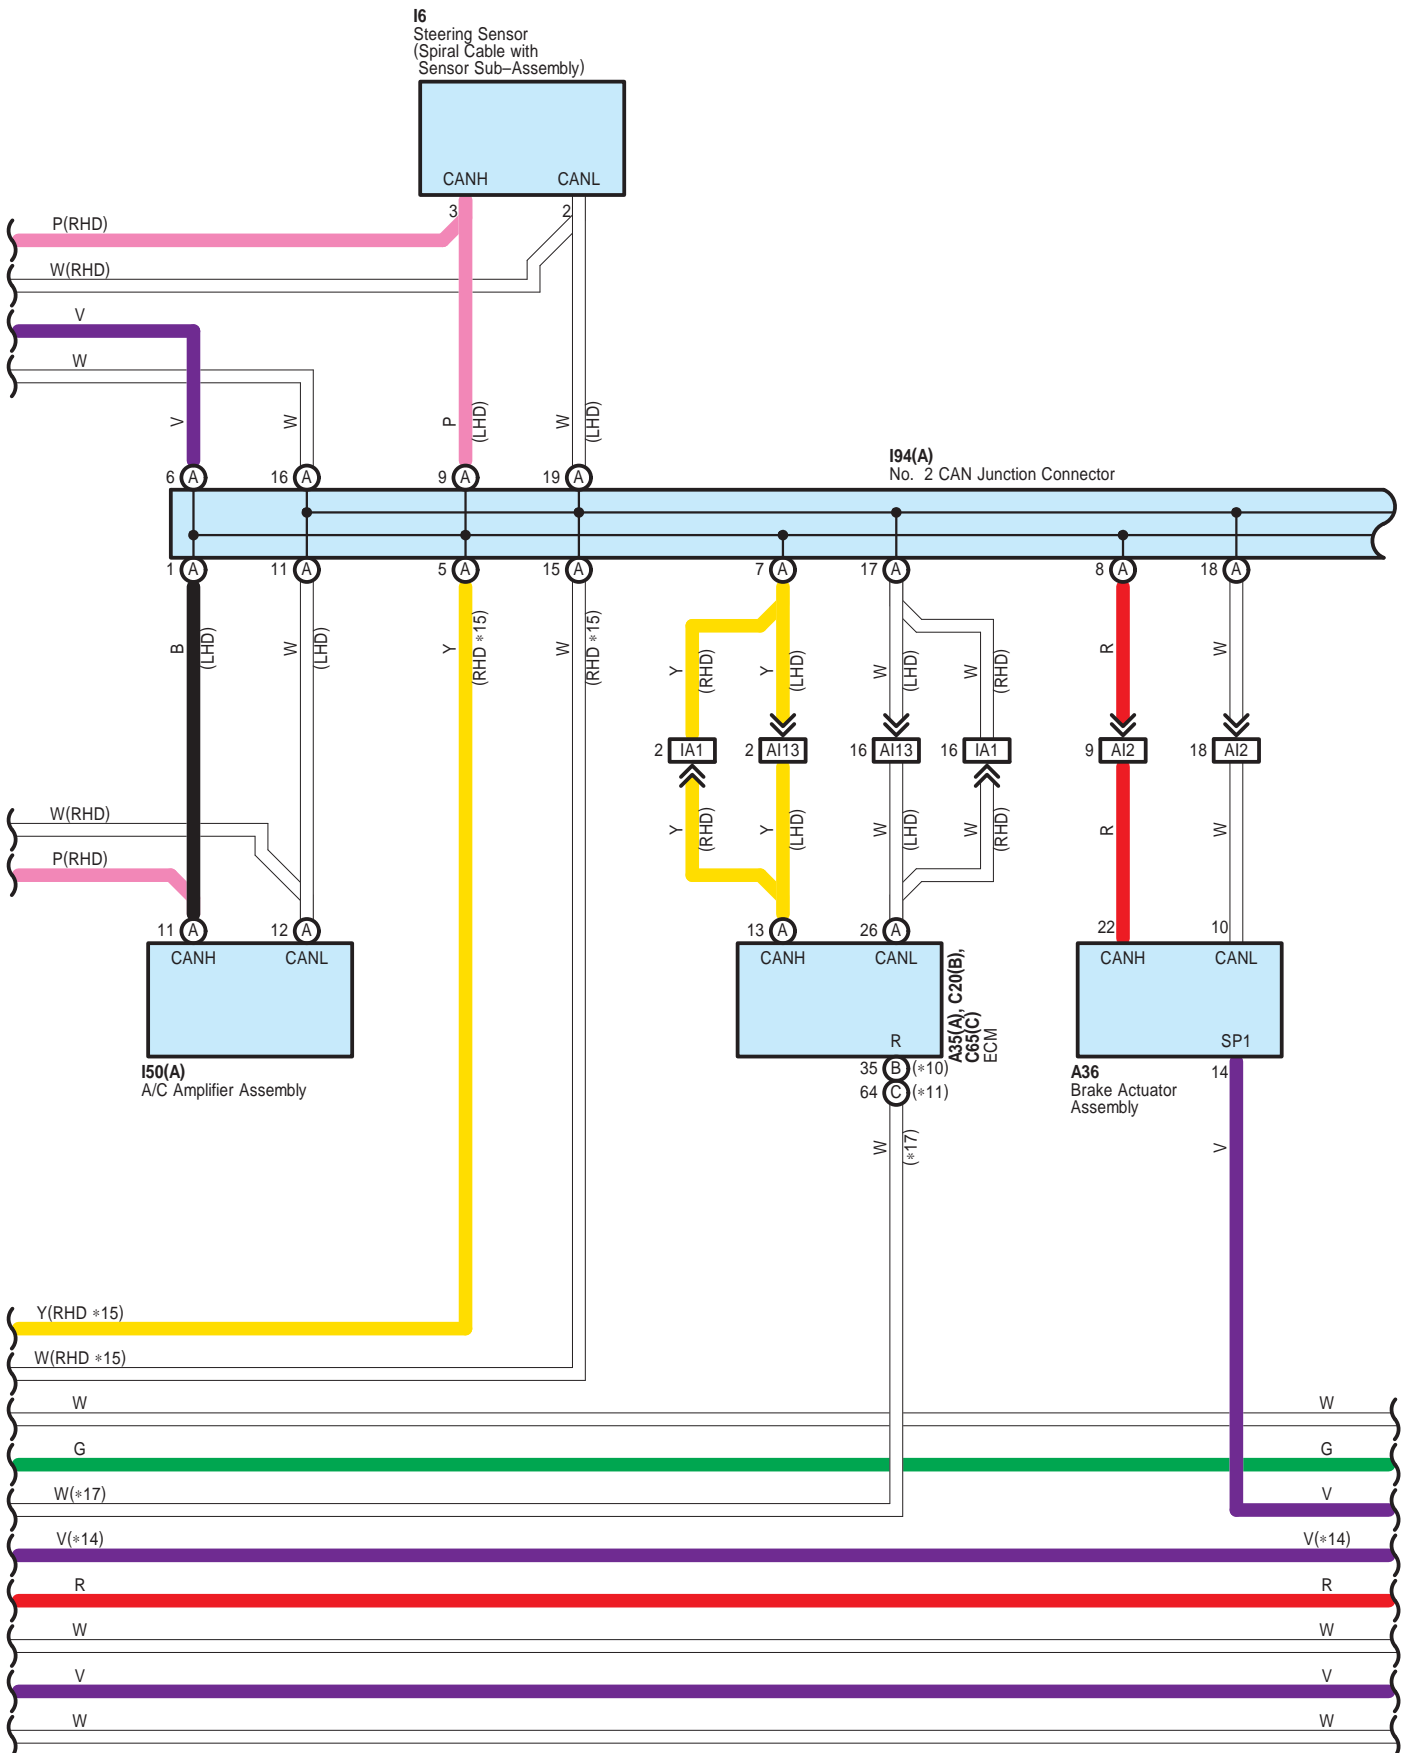 I6
Steering Sensor
(Spiral Cable with
Sensor Sub–Assembly)
CANH CANL
3 2
P(RHD)
W(RHD)
V
W
V
W
P
(LHD)
W
(LHD)
I94(A)
No. 2 CAN Junction Connector
6 A 16 A 9 A 19 A
1 A 11 A 5 A 15 A 7 A 17 A 8 A 18 A
B
(LHD)
W
(LHD)
Y
(RHD *15)
W
(RHD *15)
Y
(RHD)
Y
(LHD)
W
(LHD)
W
(RHD)
R
W
2 IA1 2 AI13 16 AI13 16 IA1 9 AI2 18 AI2
Y
(RHD)
Y
(LHD)
W
(LHD)
W
(RHD)
R
W
W(RHD)
P(RHD)
11 A 12 A 13 A 26 A 22 10
CANH CANL CANH CANL CANH CANL
A35(A), C20(B),
C65(C)
ECM
R SP1
I50(A)
A/C Amplifier Assembly
35 B (*10)
64 C (*11)
A36
Brake Actuator
Assembly
14
W
(*17)
V
Y(RHD *15)
W(RHD *15)
W W
G G
W(*17) V
V(*14) V(*14)
R R
W W
V V
W W